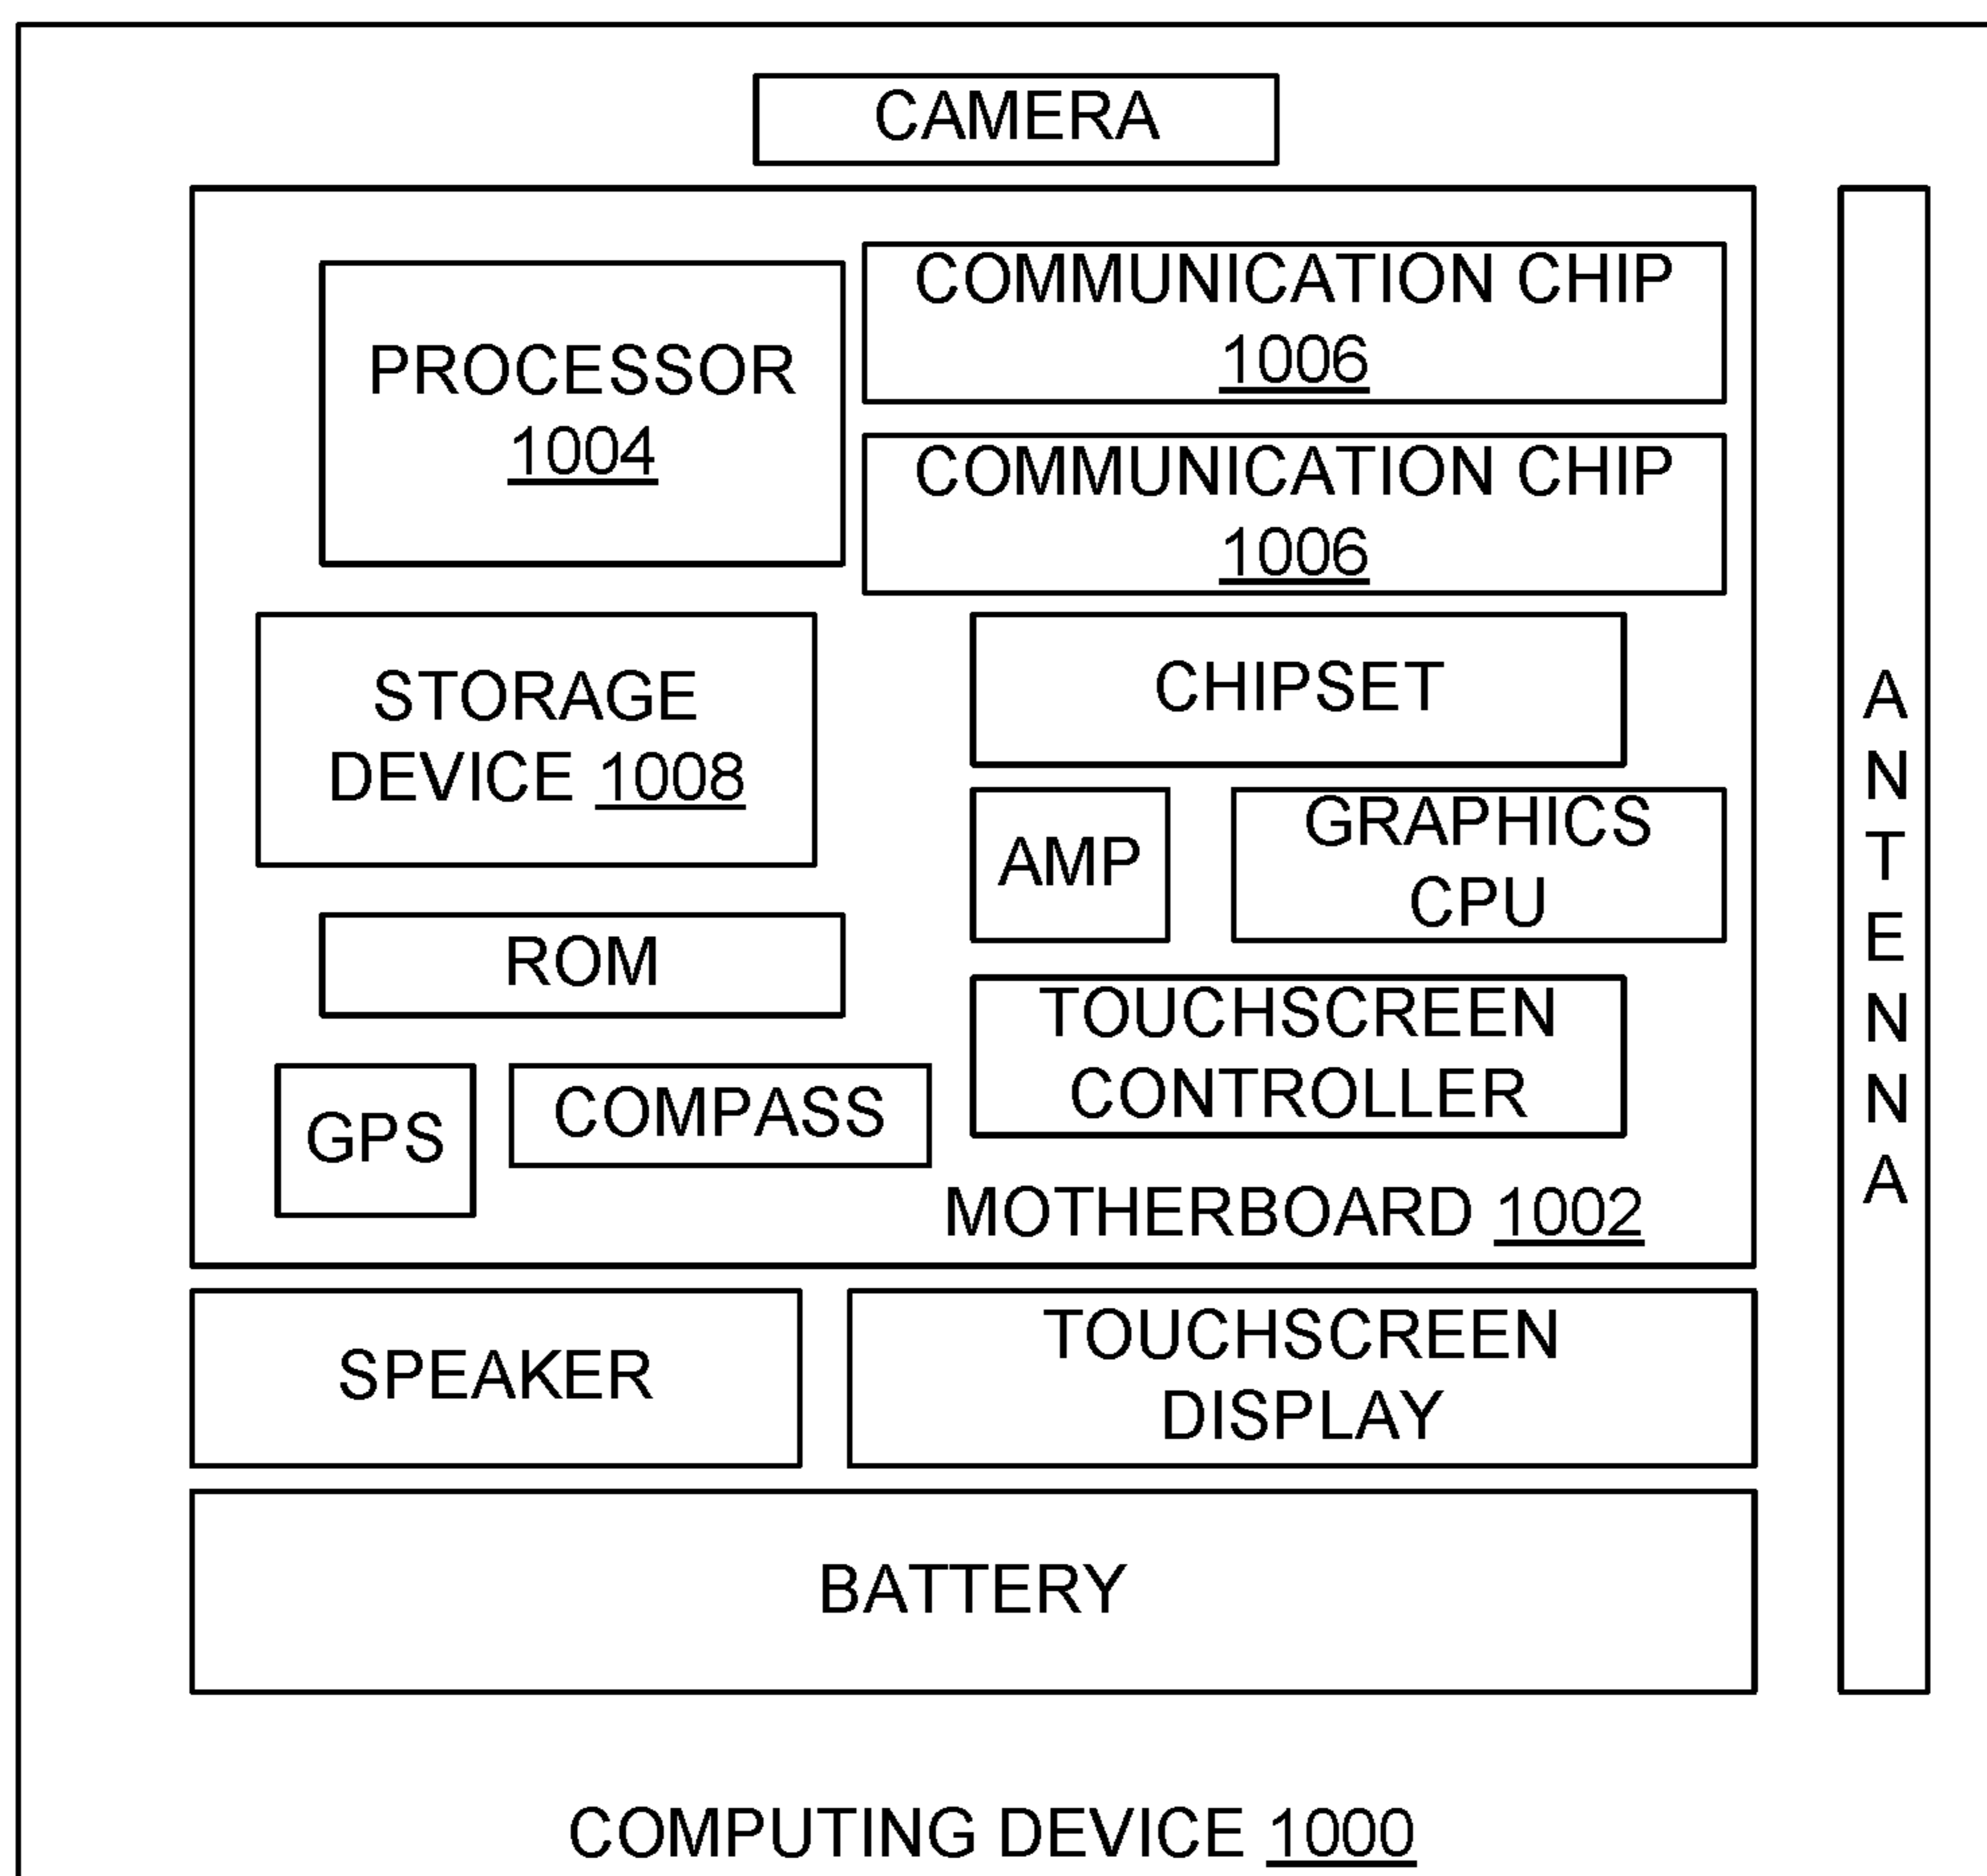 CAMERA
PROCESSOR
1004
COMMUNICATION CHIP
1006
COMMUNICATION CHIP
1006
STORAGE
DEVICE 1008
CHIPSET
AMP
GRAPHICS
CPU
ROM
TOUCHSCREEN
CONTROLLER
GPS
COMPASS
MOTHERBOARD 1002
ANTENNA
SPEAKER
TOUCHSCREEN
DISPLAY
BATTERY
COMPUTING DEVICE 1000